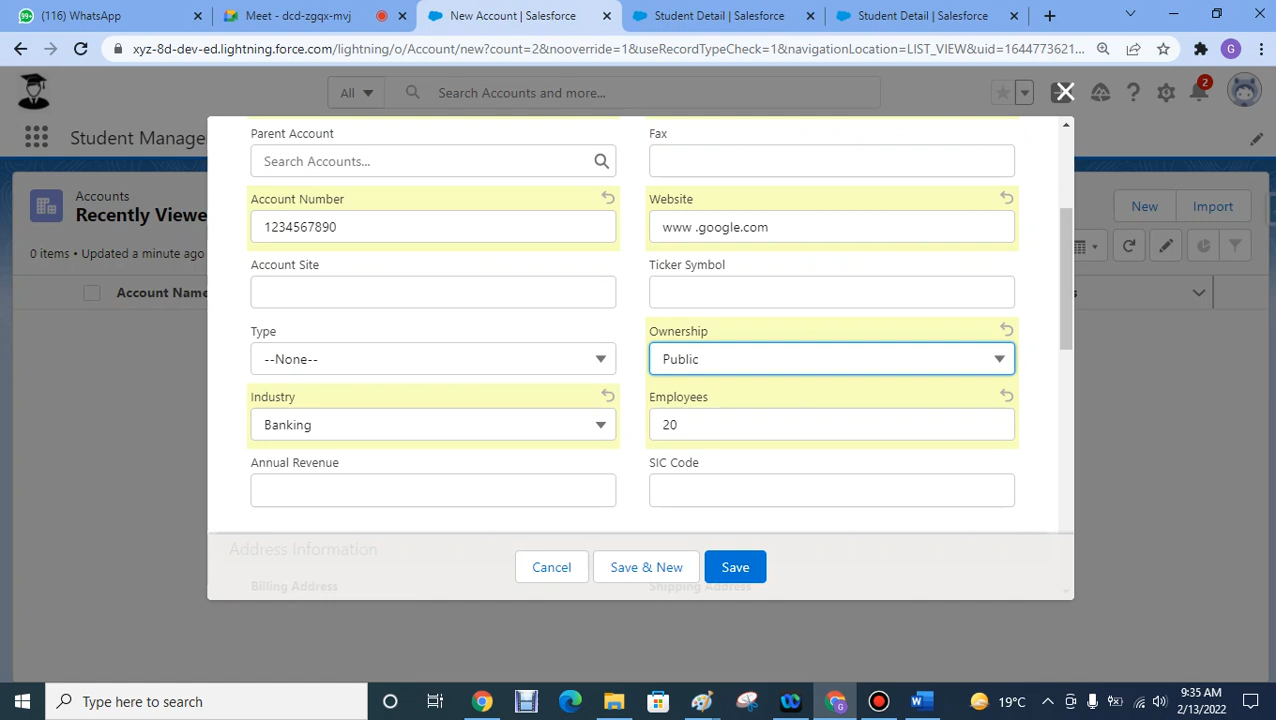 (116) WhatsApp
Meet - dcd-zgqx-mvj
New Account | Salesforce
Student Detail | Salesforce
Student Detail | Salesforce
xyz-8d-dev-ed.lightning.force.com/lightning/o/Account/new?count=2&nooverride=1&useRecordTypeCheck=1&navigationLocation=LIST_VIEW&uid=1644773621...
G
All
Search Accounts and more...
2
Student Manage
Parent Account
Fax
Search Accounts...
Accounts
Recently Viewe
New
Import
Account Number
Website
1234567890
www .google.com
0 items • Updated a minute ago
Account Site
Ticker Symbol
Account Name
s
Type
Ownership
--None--
Public
Industry
Employees
Banking
20
Annual Revenue
SIC Code
Address Information
Billing Address
Shipping Address
Cancel
Save & New
Save
99+
Type here to search
19°C
9:35 AM
2/13/2022